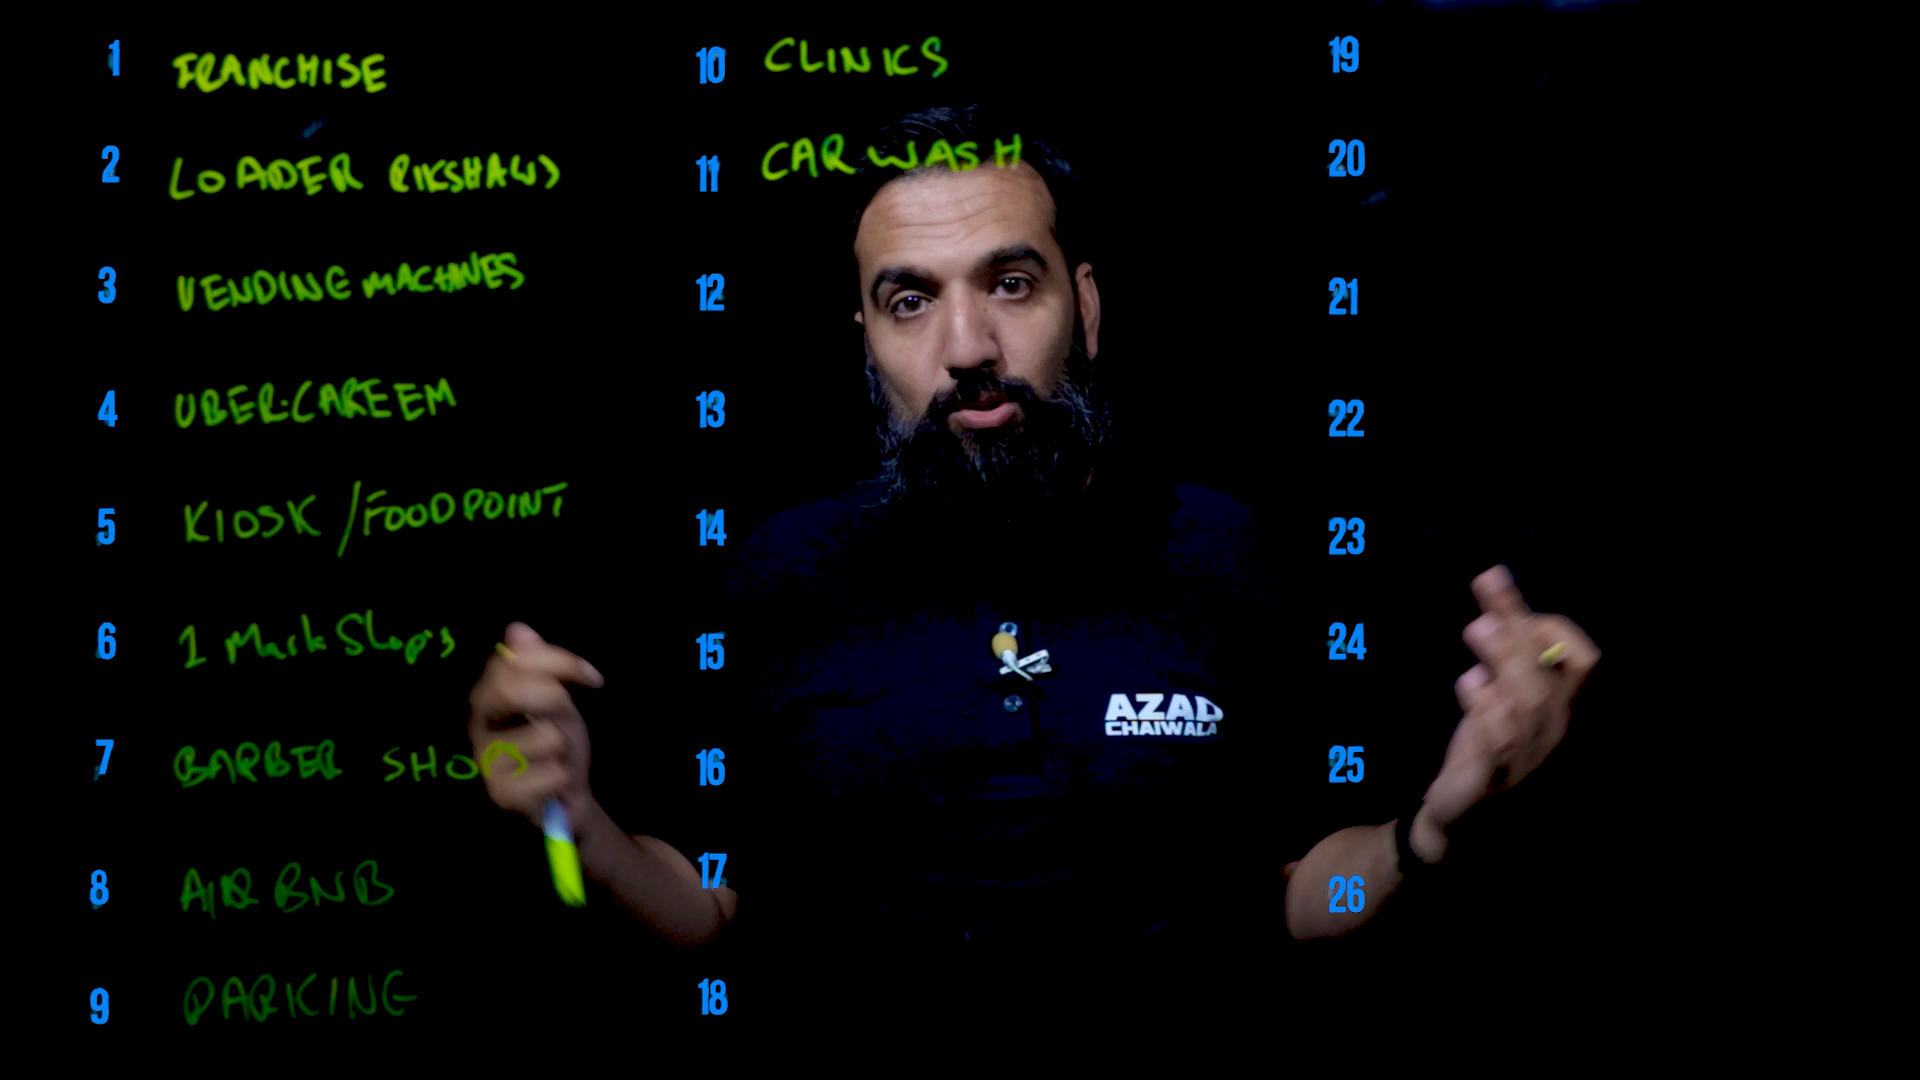 1 FRANCHISE
2 LOADER RIKSHAWS
3 VENDING MACHINES
4 UBER.CAREEM
5 KIOSK / FOOD POINT
6 1 Mark Shops
7 BARBER SHOP
8 AIR BNB
9 PARKING
10 CLINICS
11 CAR WASH
12
13
14
15
16
17
18
19
20
21
22
23
24
25
26
AZAD
CHAIWALA